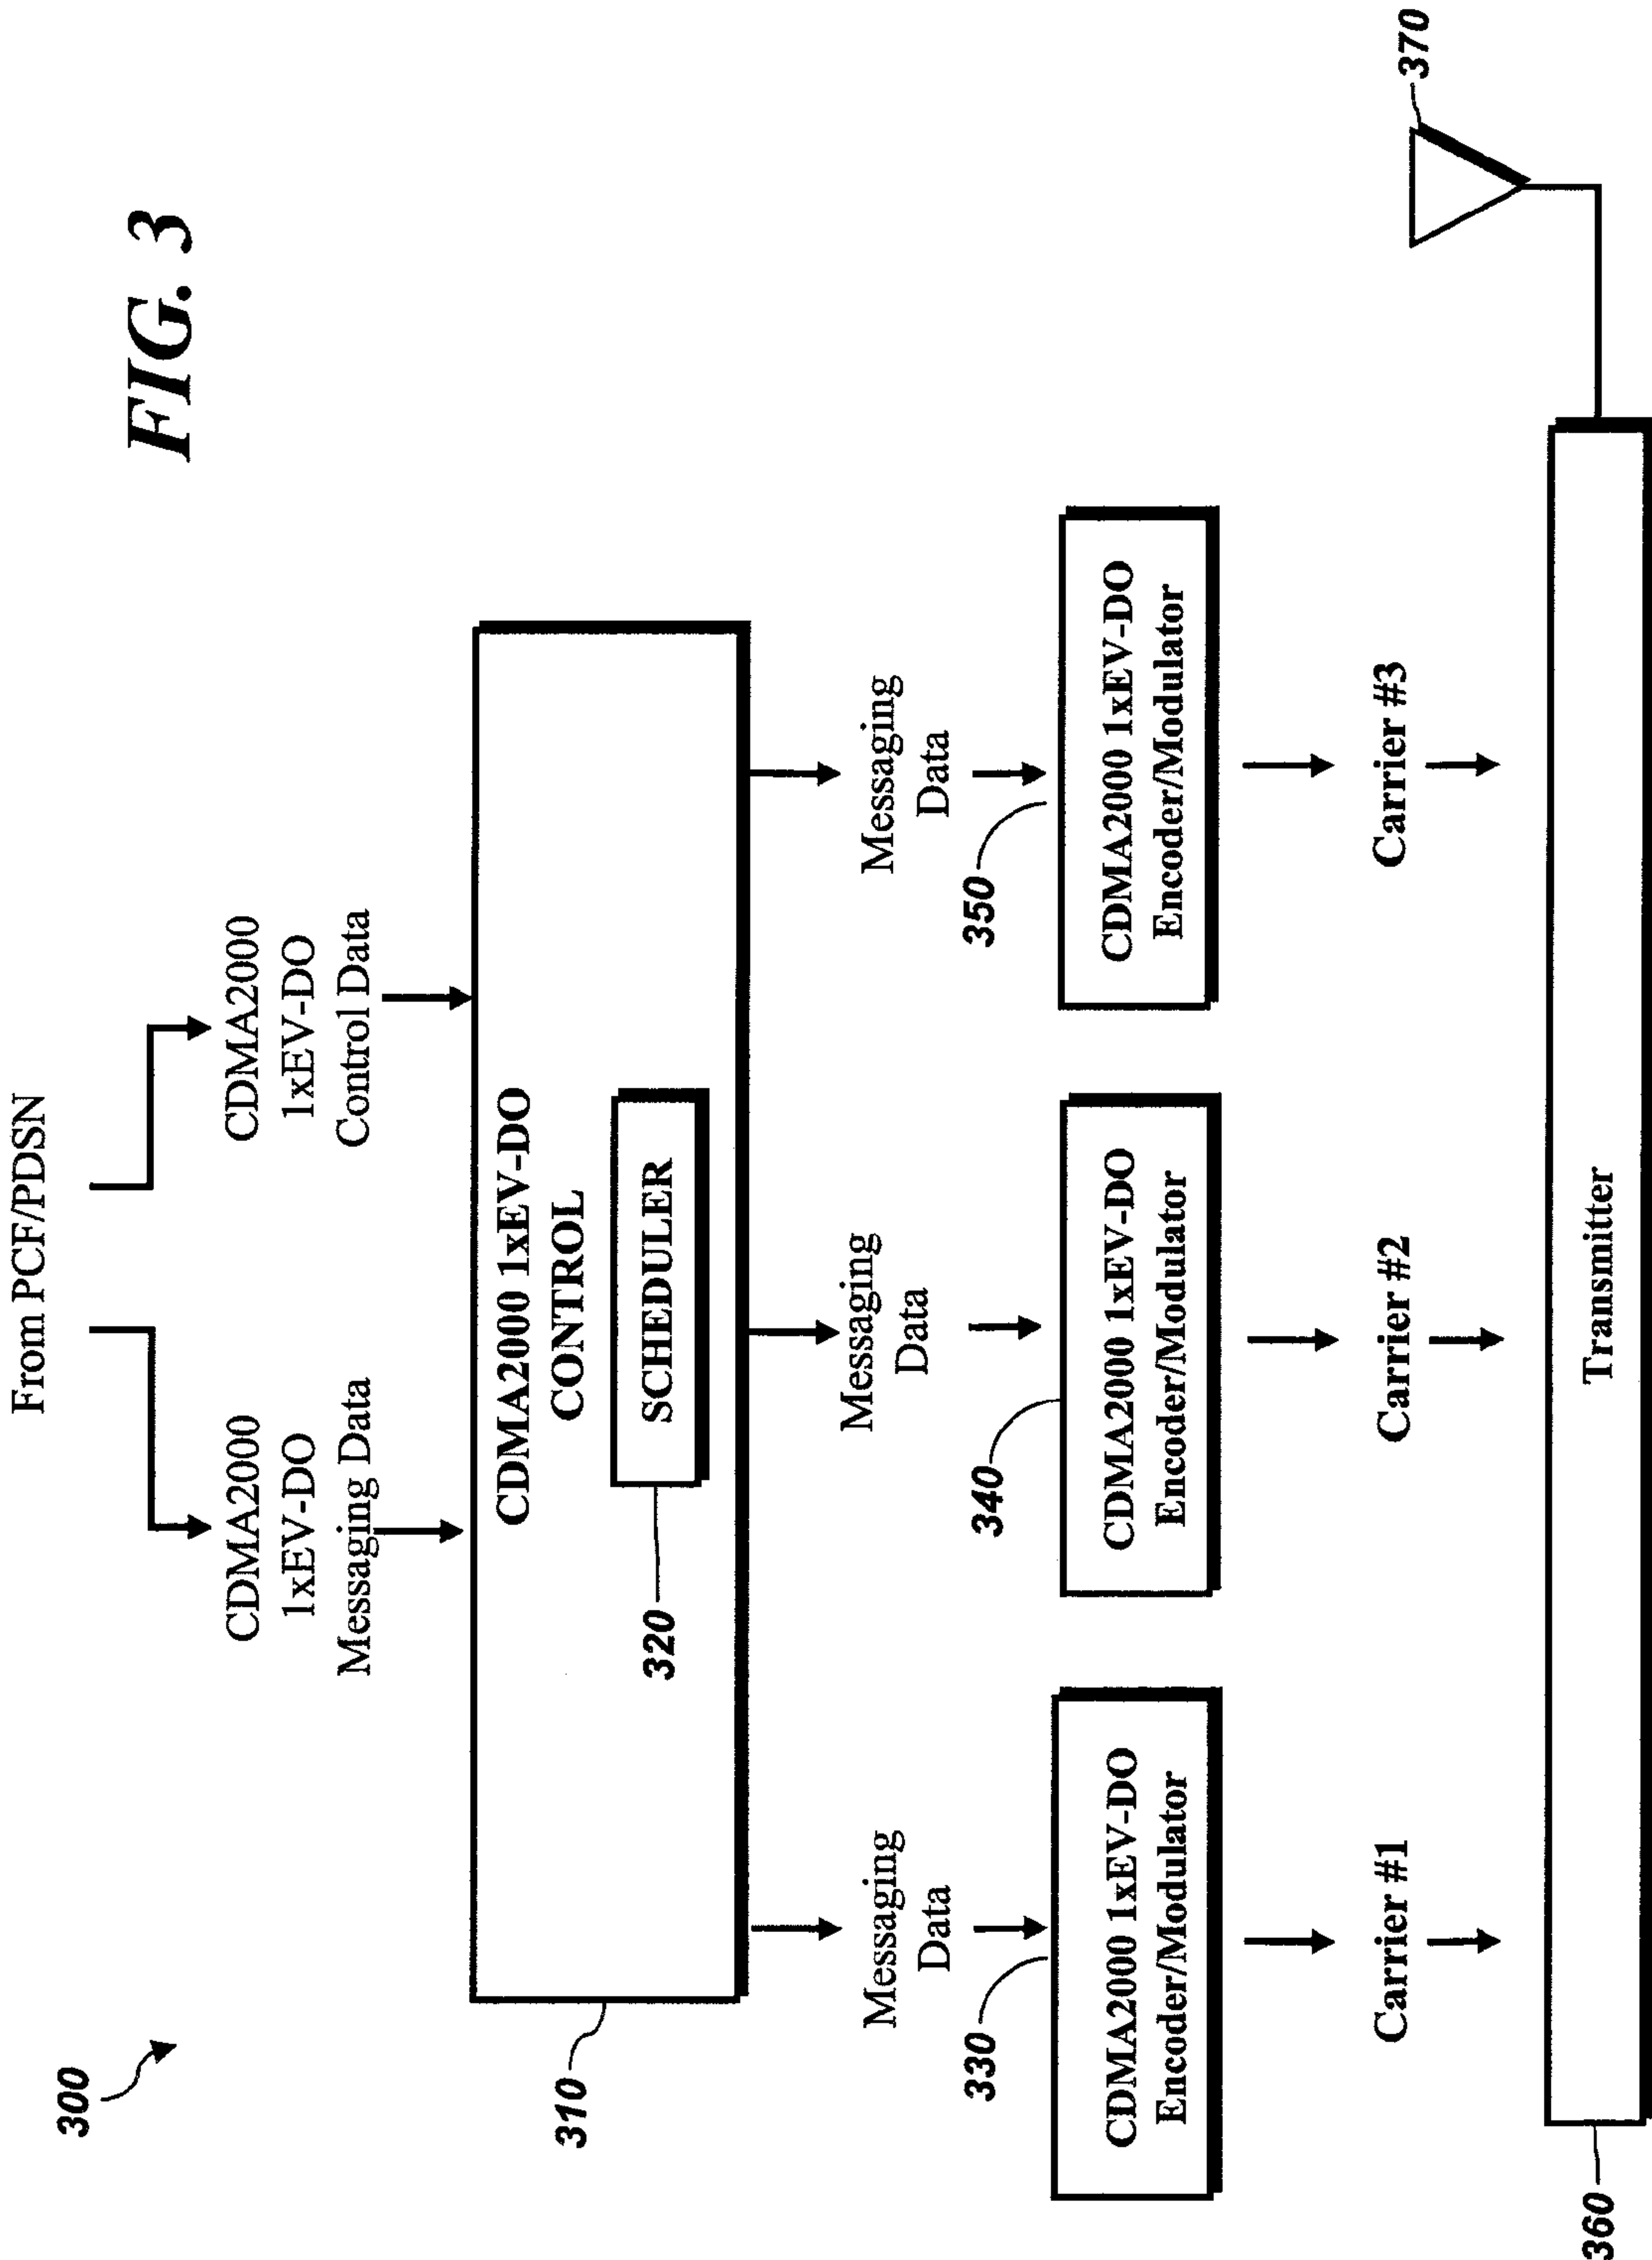 FIG. 3
300
From PCF/PDSN
CDMA2000
1xEV-DO
Messaging Data
CDMA2000
1xEV-DO
Control Data
310
CDMA2000 1xEV-DO
CONTROL
SCHEDULER
320
Messaging
Data
Messaging
Data
Messaging
Data
330
340
350
CDMA2000 1xEV-DO
Encoder/Modulator
CDMA2000 1xEV-DO
Encoder/Modulator
CDMA2000 1xEV-DO
Encoder/Modulator
Carrier #1
Carrier #2
Carrier #3
370
360
Transmitter